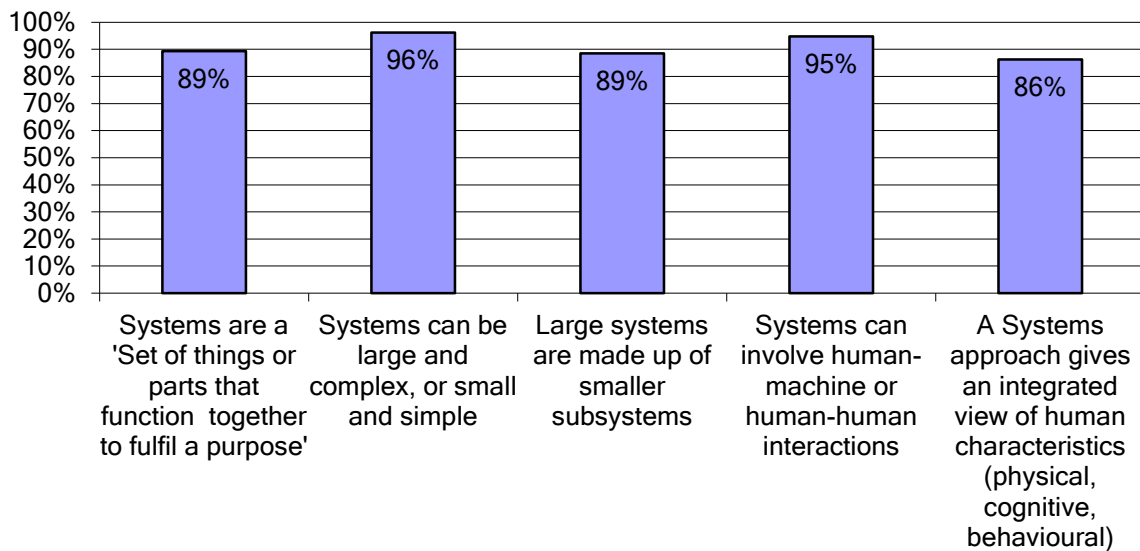 100%
90%
80%
70%
60%
50%
40%
30%
20%
10%
0%
89%
96%
89%
95%
86%
Systems are a
'Set of things or
parts that
function together
to fulfil a purpose'
Systems can be
large and
complex, or small
and simple
Large systems
are made up of
smaller
subsystems
Systems can
involve human-
machine or
human-human
interactions
A Systems
approach gives
an integrated
view of human
characteristics
(physical,
cognitive,
behavioural)